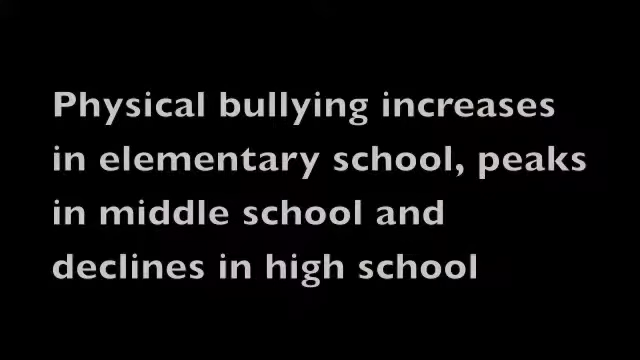 Physical bullying increases
in elementary school, peaks
in middle school and
declines in high school